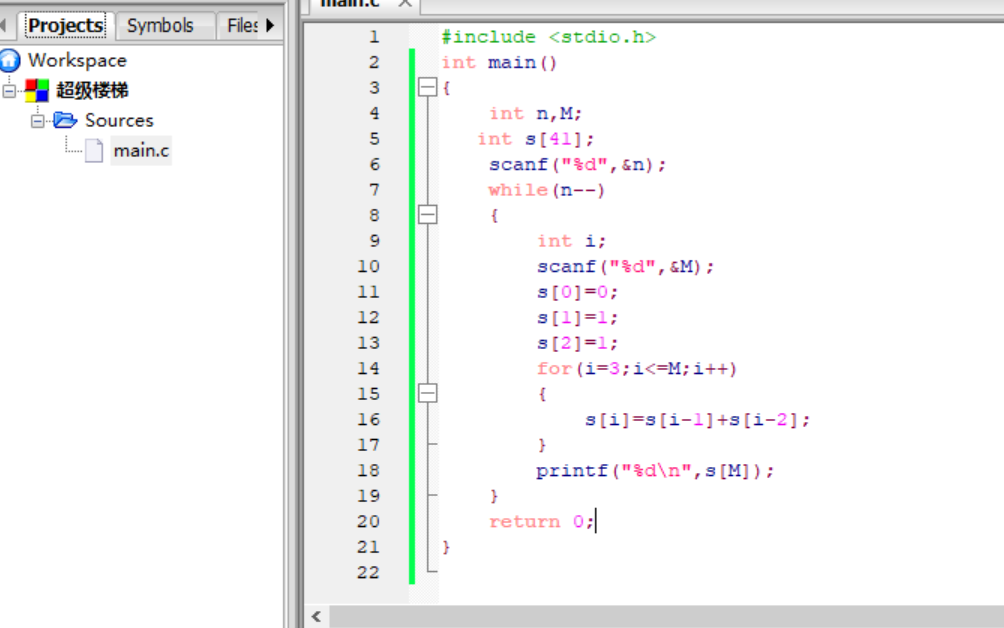 Projects Symbols Files
main.c
Workspace
超级楼梯
Sources
main.c
1 #include <stdio.h>
2 int main()
3 {
4 int n,M;
5 int s[41];
6 scanf("%d",&n);
7 while(n--)
8 {
9 int i;
10 scanf("%d",&M);
11 s[0]=0;
12 s[1]=1;
13 s[2]=1;
14 for(i=3;i<=M;i++)
15 {
16 s[i]=s[i-1]+s[i-2];
17 }
18 printf("%d\n",s[M]);
19 }
20 return 0;
21 }
22